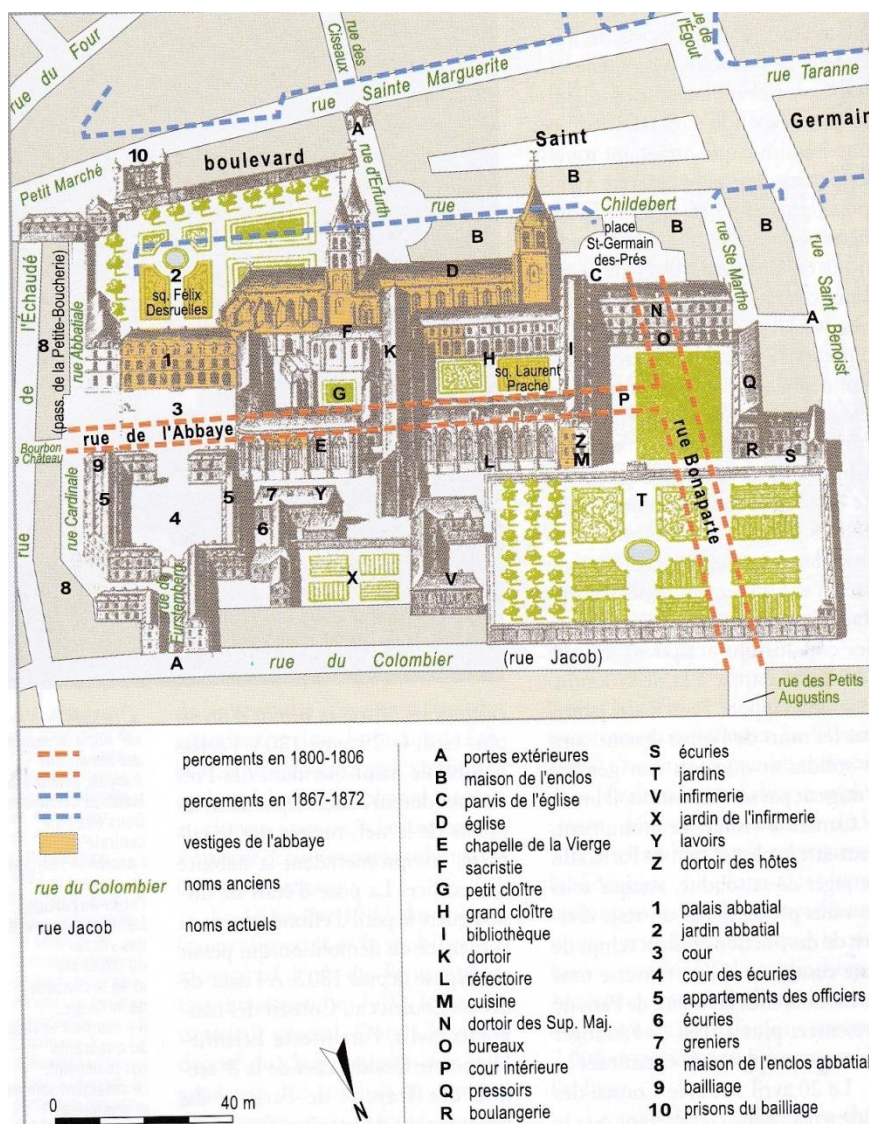 rue du Four
rue des
Ciseaux
rue Sainte Marguerite
rue de
l'Égout
rue Taranne
Petit Marché
10
boulevard
A
rue d'Erfurth
Saint
Germain
B
rue Childebert
B
place
St-Germain
des-Prés
B
B
rue Ste Marthe
rue Saint Benoist
A
2
sq. Félix
Desruelles
D
C
N
O
rue de l'Échaudé
8
(pass. de la Petite-Boucherie)
rue Abbatiale
1
F
K
H
sq. Laurent
Prache
I
G
P
Q
3
rue de l'Abbaye
E
L
Z
M
R
S
Bourbon
le Château
9
5
5
4
7
Y
6
T
rue Bonaparte
rue Cardinale
8
X
V
rue de
Furstemberg
A
rue du Colombier
(rue Jacob)
rue des Petits
Augustins
percements en 1800-1806
percements en 1867-1872
vestiges de l'abbaye
rue du Colombier noms anciens
rue Jacob noms actuels
0 40 m
N
A portes extérieures
B maison de l'enclos
C parvis de l'église
D église
E chapelle de la Vierge
F sacristie
G petit cloître
H grand cloître
I bibliothèque
K dortoir
L réfectoire
M cuisine
N dortoir des Sup. Maj.
O bureaux
P cour intérieure
Q pressoirs
R boulangerie
S écuries
T jardins
V infirmerie
X jardin de l'infirmerie
Y lavoirs
Z dortoir des hôtes
1 palais abbatial
2 jardin abbatial
3 cour
4 cour des écuries
5 appartements des officiers
6 écuries
7 greniers
8 maison de l'enclos abbatial
9 bailliage
10 prisons du bailliage